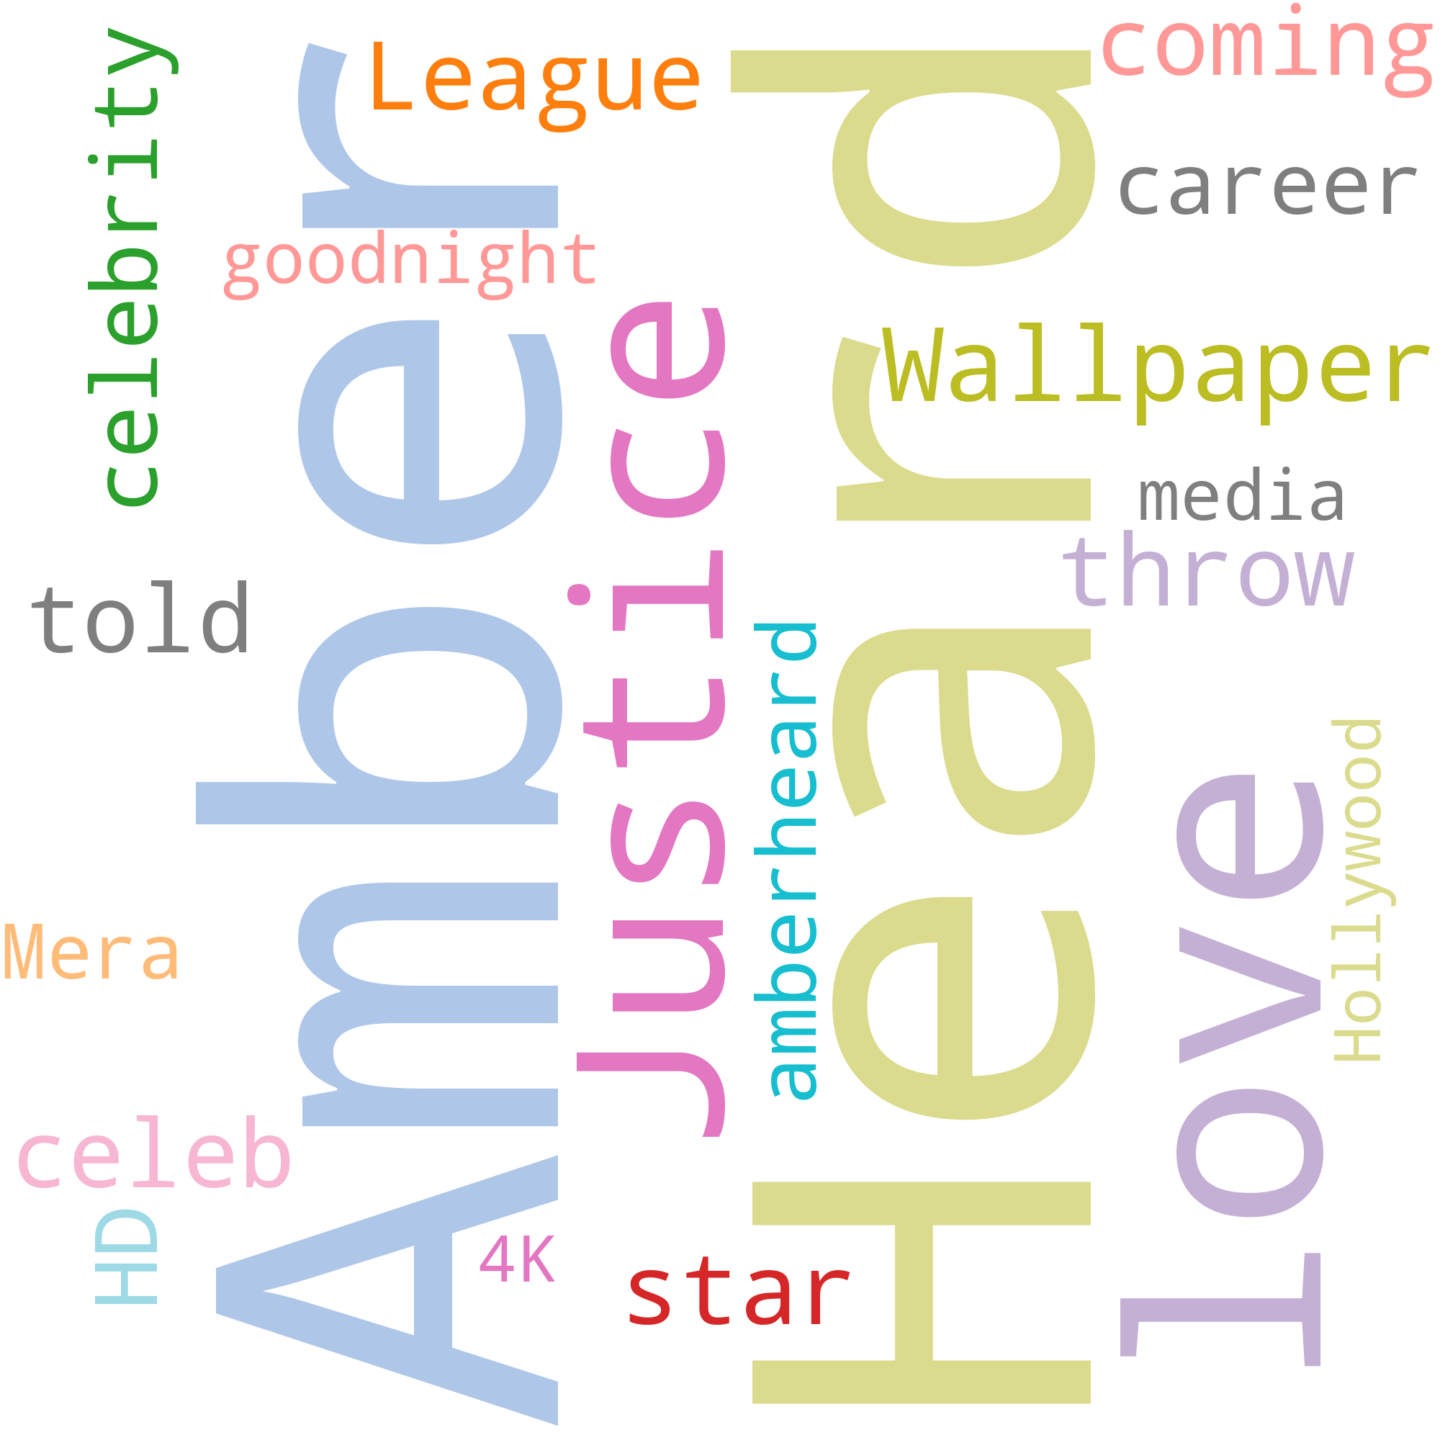 celebrity
League
coming
career
goodnight
Amber
Heard
Justice
Wallpaper
media
throw
told
amberheard
love
Hollywood
Mera
celeb
HD
4K
star